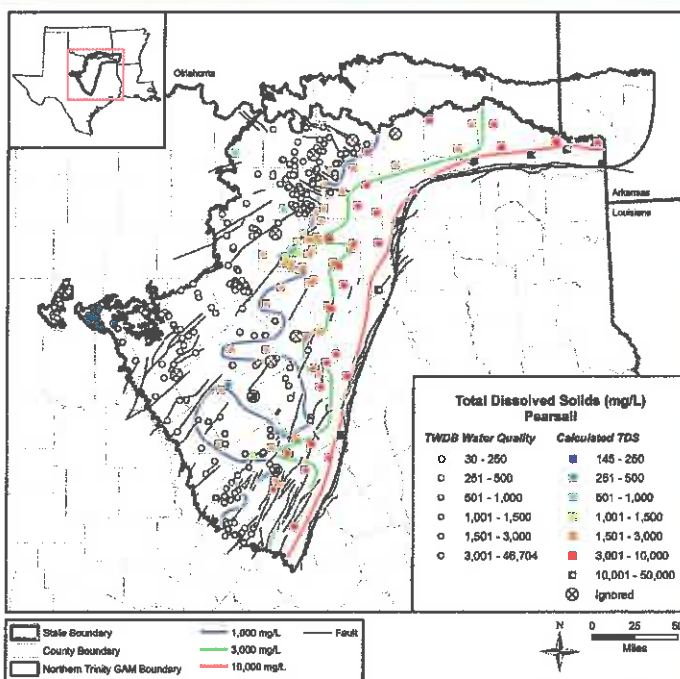 Oklahoma
Arkansas
Louisiana
Total Dissolved Solids (mg/L)
Pearsall
TWDB Water Quality Calculated TDS
30 - 250 145 - 250
251 - 500 251 - 500
501 - 1,000 501 - 1,000
1,001 - 1,500 1,001 - 1,500
1,501 - 3,000 1,501 - 3,000
3,001 - 46,704 3,001 - 10,000
10,001 - 50,000
Ignored
State Boundary 1,000 mg/L Fault
County Boundary 3,000 mg/L
Northern Trinity GAM Boundary 10,000 mg/L
N
0 25 50
Miles